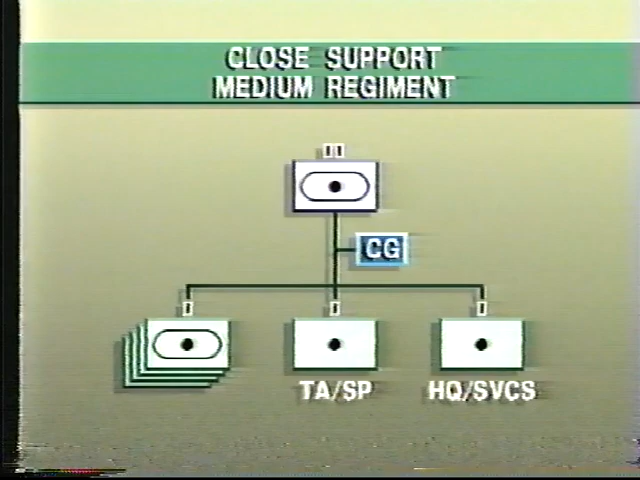 CLOSE SUPPORT
MEDIUM REGIMENT
CG
TA/SP
HQ/SVCS